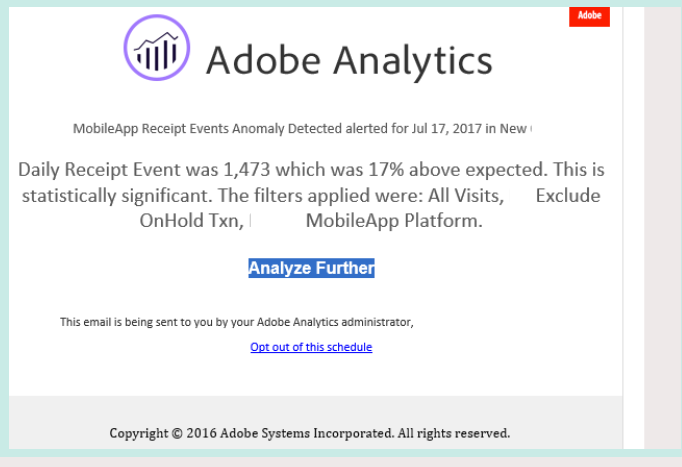 Adobe
Adobe Analytics
MobileApp Receipt Events Anomaly Detected alerted for Jul 17, 2017 in New
Daily Receipt Event was 1,473 which was 17% above expected. This is
statistically significant. The filters applied were: All Visits, Exclude
OnHold Txn, MobileApp Platform.
Analyze Further
This email is being sent to you by your Adobe Analytics administrator,
Opt out of this schedule
Copyright © 2016 Adobe Systems Incorporated. All rights reserved.